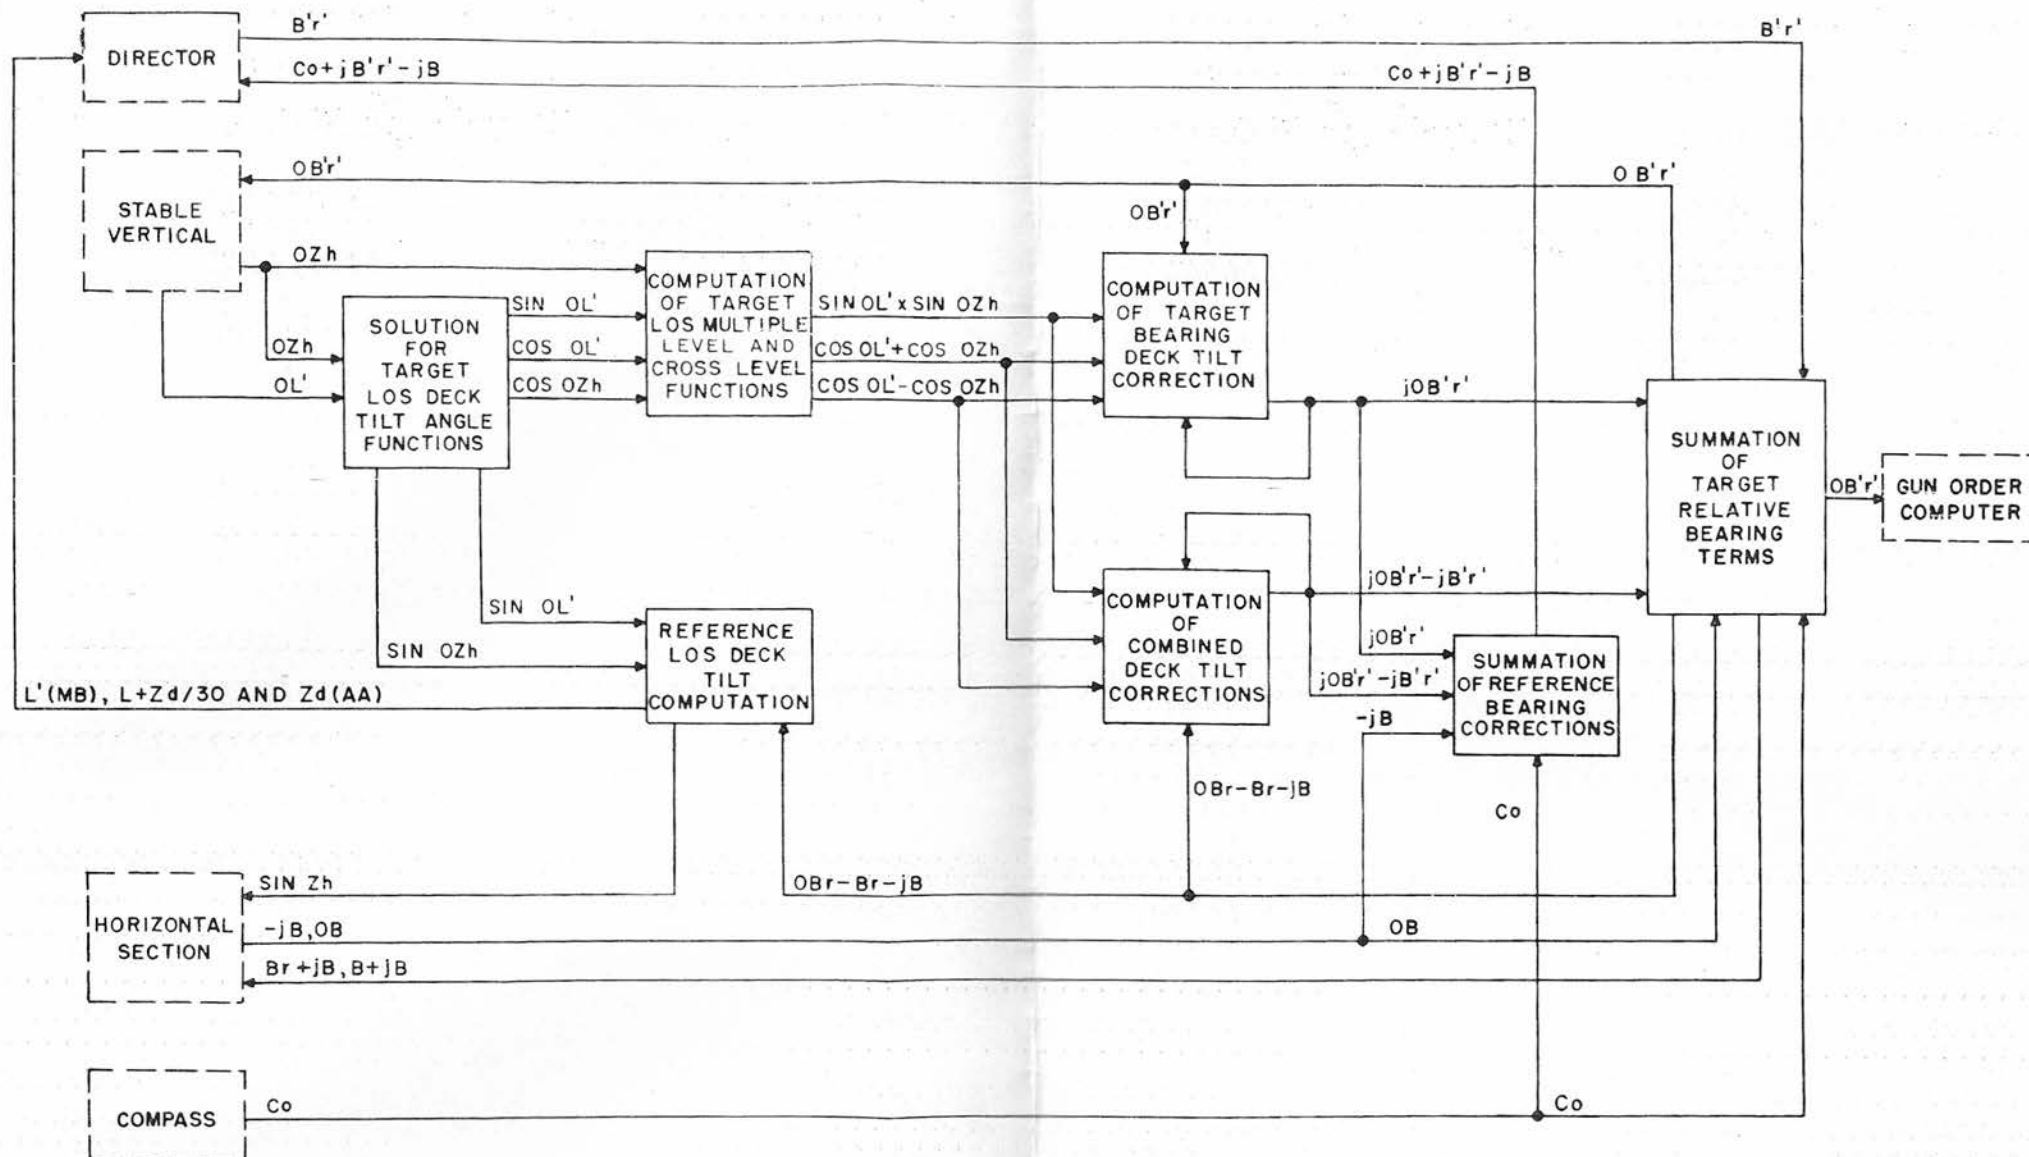 B'r'
B'r'
DIRECTOR
Co+jB'r'-jB
Co+jB'r'-jB
OB'r'
OB'r'
STABLE
VERTICAL
OB'r'
OZh
COMPUTATION
OF TARGET
LOS MULTIPLE
LEVEL AND
CROSS LEVEL
FUNCTIONS
COMPUTATION
OF TARGET
BEARING
DECK TILT
CORRECTION
SIN OL'
SIN OL' x SIN OZh
SOLUTION
FOR
TARGET
LOS DECK
TILT ANGLE
FUNCTIONS
OZh
COS OL'
COS OL'+COS OZh
OL'
COS OZh
COS OL'-COS OZh
jOB'r'
SUMMATION
OF
TARGET
RELATIVE
BEARING
TERMS
OB'r'
GUN ORDER
COMPUTER
jOB'r'-jB'r'
SIN OL'
COMPUTATION
OF
COMBINED
DECK TILT
CORRECTIONS
REFERENCE
LOS DECK
TILT
COMPUTATION
jOB'r'
SIN OZh
SUMMATION
OF REFERENCE
BEARING
CORRECTIONS
jOB'r'-jB'r'
L'(MB), L+Zd/30 AND Zd(AA)
-jB
OBr-Br-jB
Co
SIN Zh
OBr-Br-jB
HORIZONTAL
SECTION
-jB,OB
OB
Br+jB,B+jB
COMPASS
Co
Co